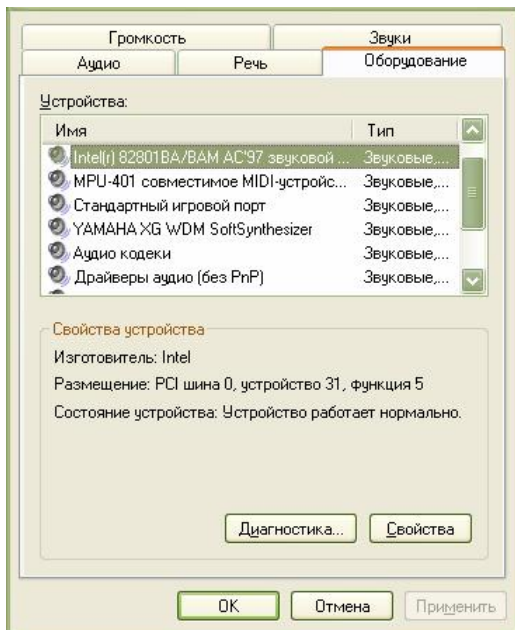 Громкость Звуки
Аудио Речь Оборудование
Устройства:
Имя Тип
Intel(r) 82801BA/BAM AC'97 звуковой ... Звуковые,...
MPU-401 совместимое MIDI-устройс... Звуковые,...
Стандартный игровой порт Звуковые,...
YAMAHA XG WDM SoftSynthesizer Звуковые,...
Аудио кодеки Звуковые,...
Драйверы аудио (без PnP) Звуковые,...
Свойства устройства
Изготовитель: Intel
Размещение: PCI шина 0, устройство 31, функция 5
Состояние устройства: Устройство работает нормально.
Диагностика... Свойства
OK Отмена Применить